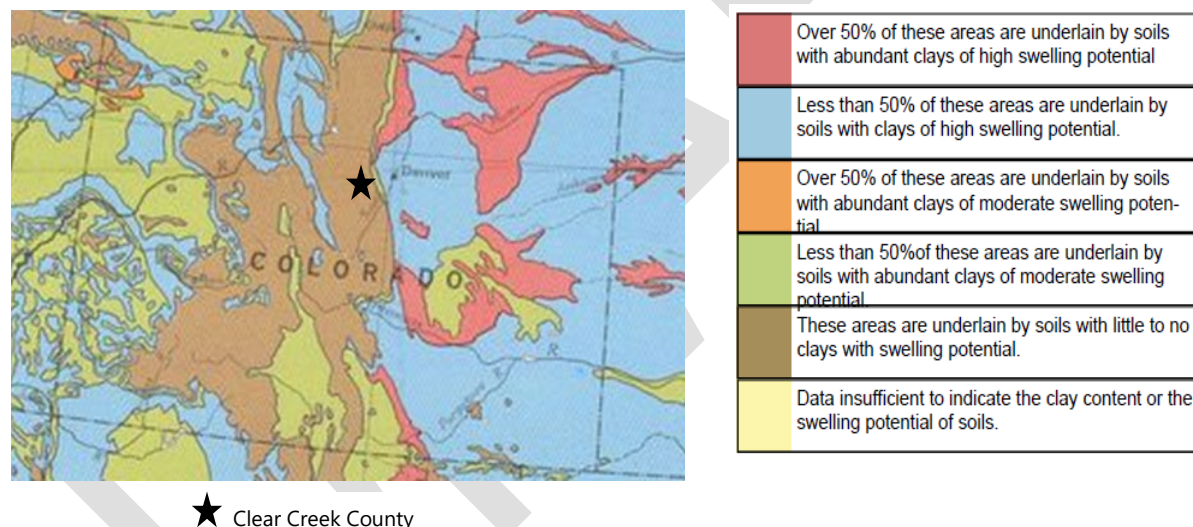 Denver
R
COLORADO
R
Over 50% of these areas are underlain by soils
with abundant clays of high swelling potential
Less than 50% of these areas are underlain by
soils with clays of high swelling potential.
Over 50% of these areas are underlain by soils
with abundant clays of moderate swelling poten-
tial
Less than 50%of these areas are underlain by
soils with abundant clays of moderate swelling
potential.
These areas are underlain by soils with little to no
clays with swelling potential.
Data insufficient to indicate the clay content or the
swelling potential of soils.
Clear Creek County